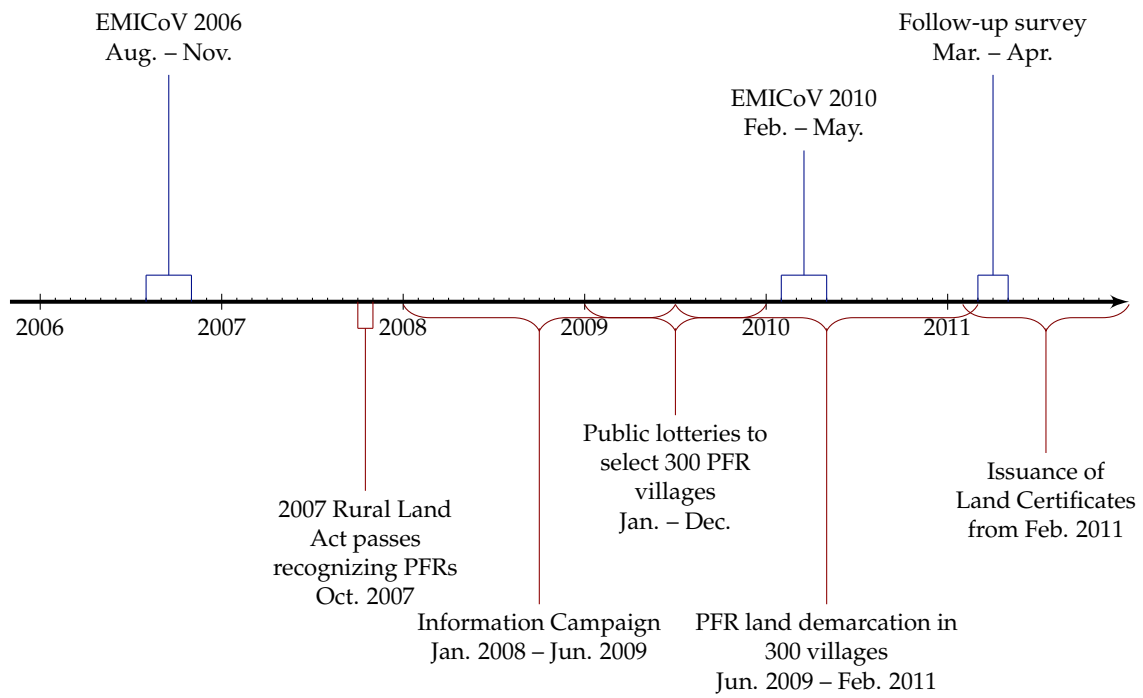 EMICoV 2006
Aug. – Nov.
Follow-up survey
Mar. – Apr.
EMICoV 2010
Feb. – May.
2006
2007
2008
2009
2010
2011
Public lotteries to
select 300 PFR
villages
Jan. – Dec.
Issuance of
Land Certificates
from Feb. 2011
2007 Rural Land
Act passes
recognizing PFRs
Oct. 2007
Information Campaign
Jan. 2008 – Jun. 2009
PFR land demarcation in
300 villages
Jun. 2009 – Feb. 2011